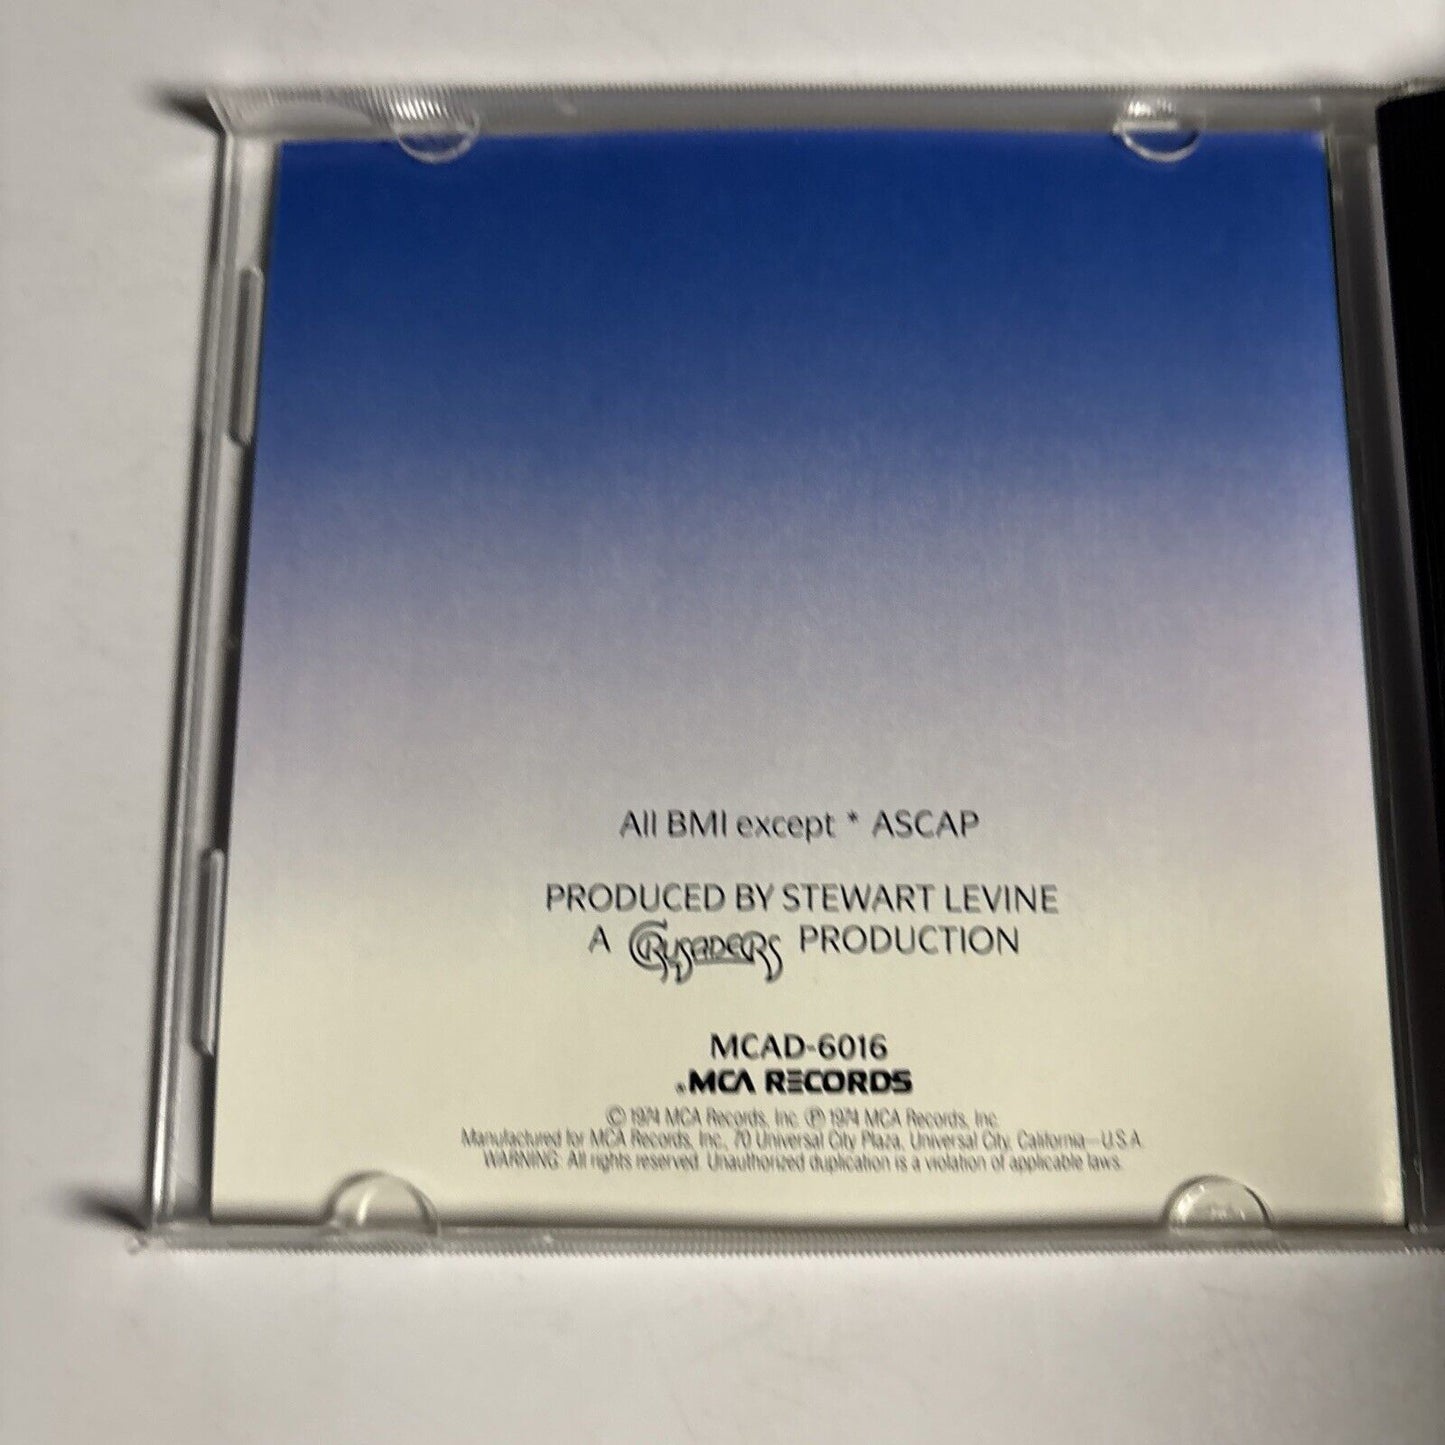 All BMI except * ASCAP
PRODUCED BY STEWART LEVINE
A CRUSADERS PRODUCTION
MCAD-6016
MCA RECORDS
© 1974 MCA Records, Inc. ℗ 1974 MCA Records, Inc.
Manufactured for MCA Records, Inc., 70 Universal City Plaza, Universal City, California—U.S.A.
WARNING: All rights reserved. Unauthorized duplication is a violation of applicable laws.